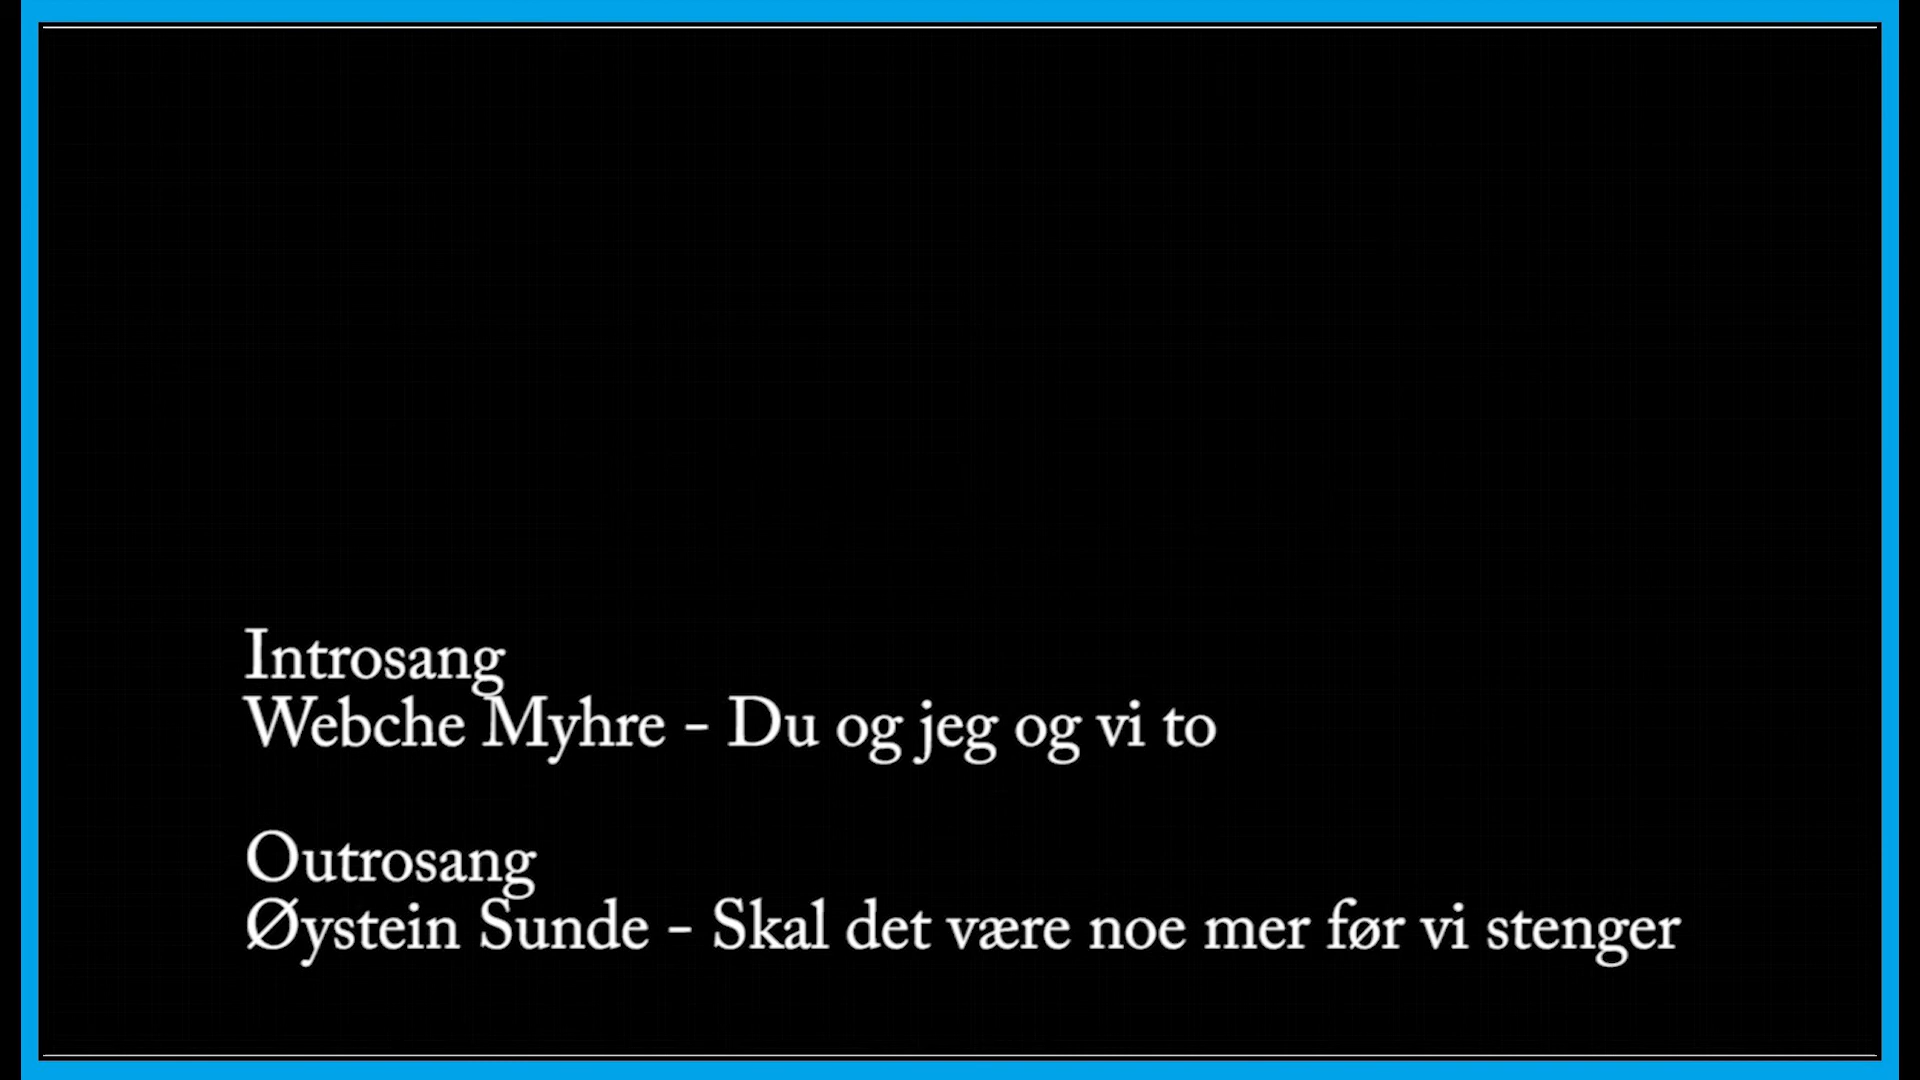 Introsang
Webche Myhre - Du og jeg og vi to
Outrosang
Øystein Sunde - Skal det være noe mer før vi stenger